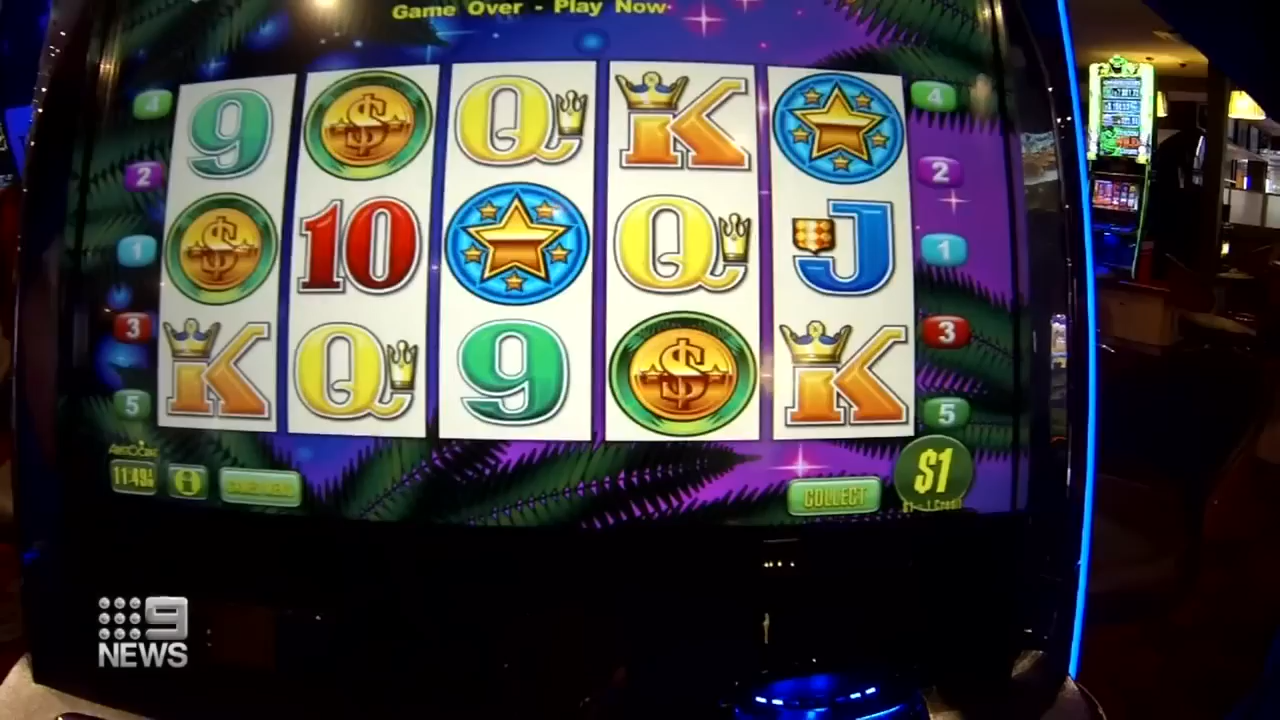 Game Over - Play Now
4 9 Q K 4
2 2
1 10 Q J 1
3 3
K Q 9 K
5 5
11:49
COLLECT
$1
9
NEWS